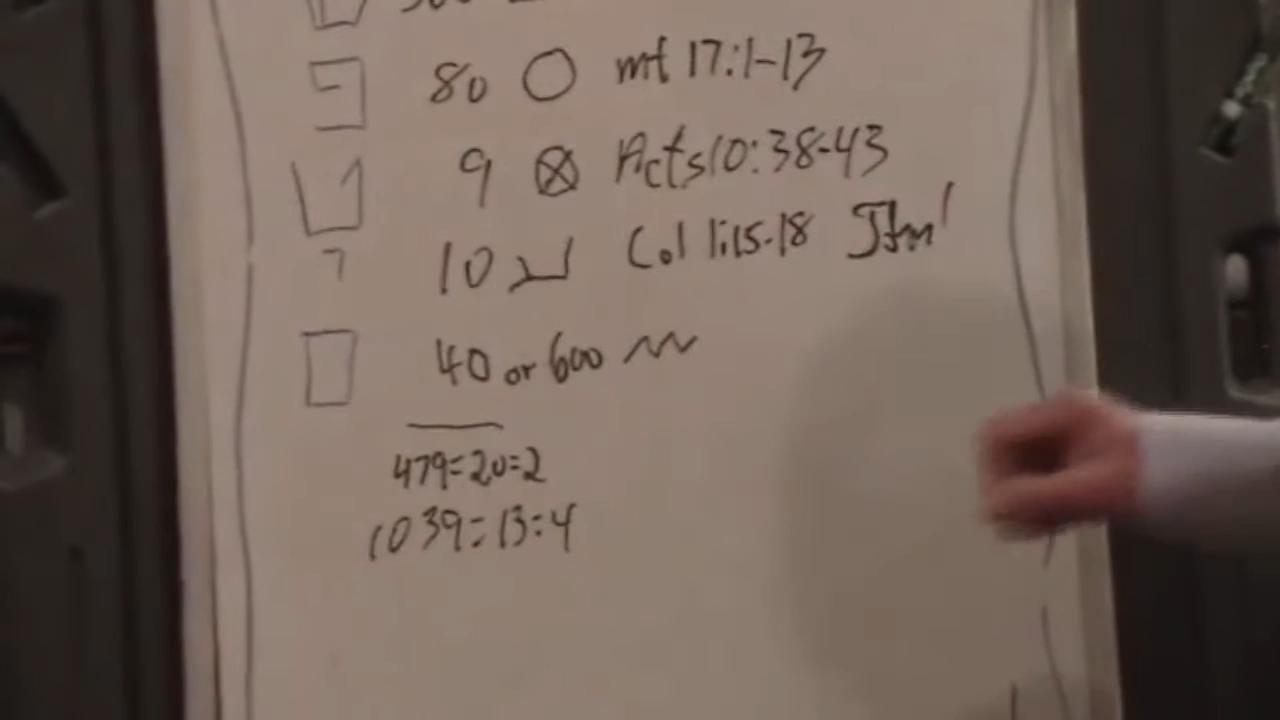 80 O mt 17:1-13
9 ⊗ Acts 10:38-43
10 Col 1:15-18
40 or 600
479=20=2
1039=13=4